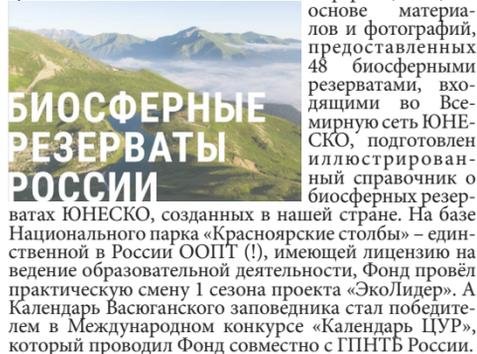 основе материа-
лов и фотографий,
предоставленных
48 биосферными
резерватами, вхо-
дящими во Все-
мирную сеть ЮНЕ-
СКО, подготовлен
иллюстрирован-
ный справочник о
биосферных резер-
БИОСФЕРНЫЕ
РЕЗЕРВАТЫ
РОССИИ
ватах ЮНЕСКО, созданных в нашей стране. На базе
Национального парка «Красноярские столбы» – един-
ственной в России ООПТ (!), имеющей лицензию на
ведение образовательной деятельности, Фонд провёл
практическую смену 1 сезона проекта «ЭкоЛидер». А
Календарь Васюганского заповедника стал победите-
лем в Международном конкурсе «Календарь ЦУР»,
который проводил Фонд совместно с ГПНТБ России.